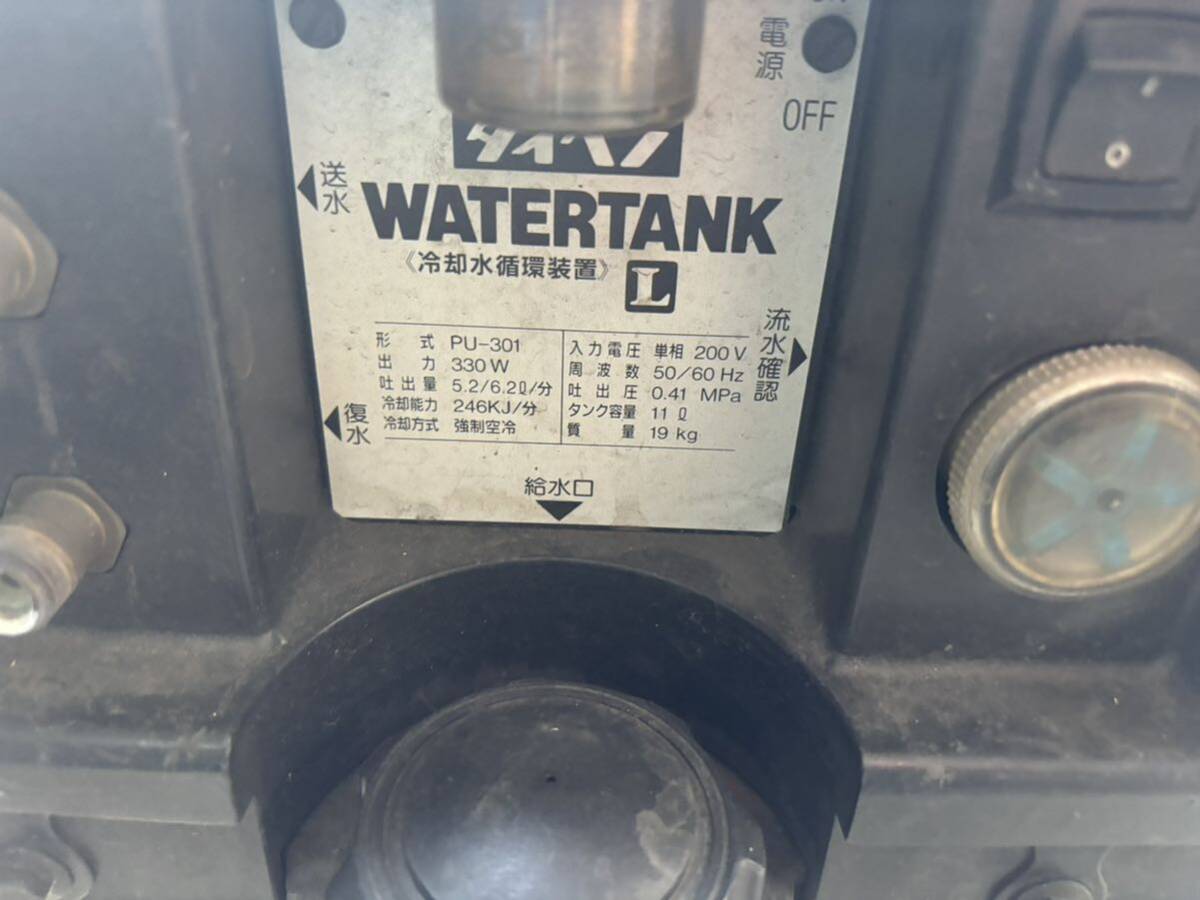 電源
OFF
ダイヘン
送水
WATERTANK
《冷却水循環装置》 L
流水確認
形式 PU-301
出力 330W
吐出量 5.2/6.2ℓ/分
冷却能力 246KJ/分
冷却方式 強制空冷
入力電圧 単相 200V
周波数 50/60 Hz
吐出圧 0.41 MPa
タンク容量 11ℓ
質量 19kg
復水
給水口